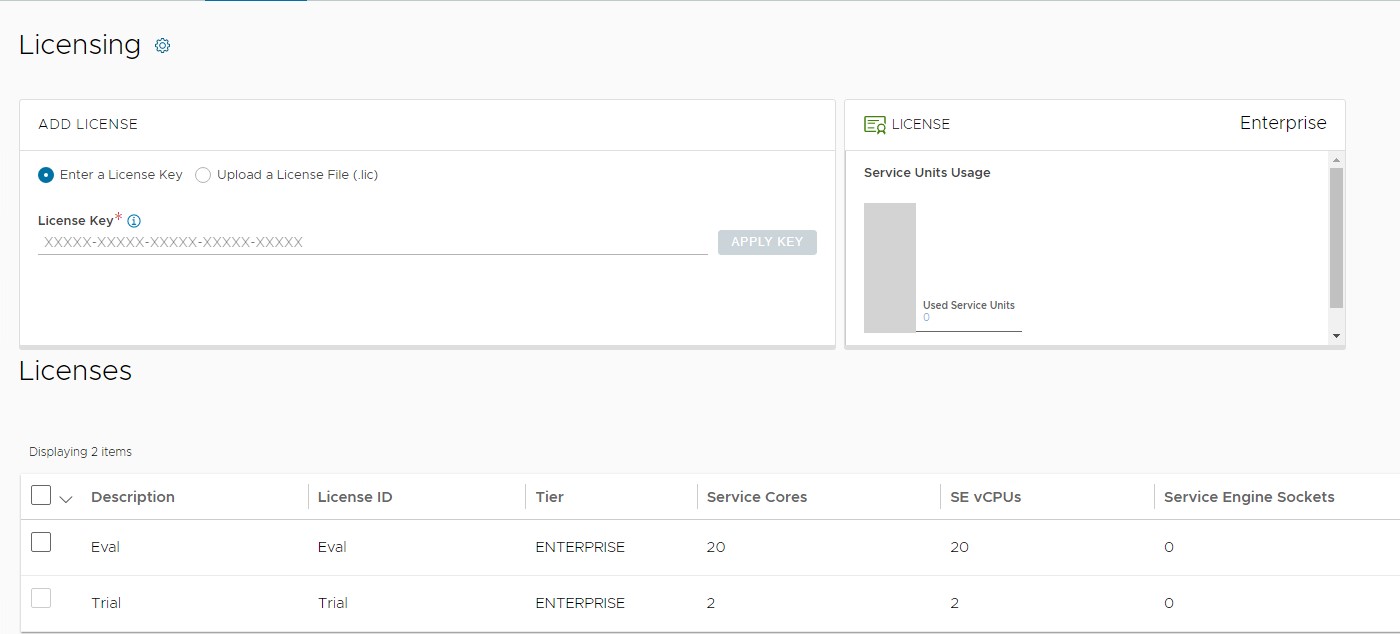 Licensing
ADD LICENSE
Enter a License Key Upload a License File (.lic)
License Key*
XXXXX-XXXXX-XXXXX-XXXXX-XXXXX
APPLY KEY
LICENSE Enterprise
Service Units Usage
Used Service Units
0
Licenses
Displaying 2 items
Description License ID Tier Service Cores SE vCPUs Service Engine Sockets
Eval Eval ENTERPRISE 20 20 0
Trial Trial ENTERPRISE 2 2 0